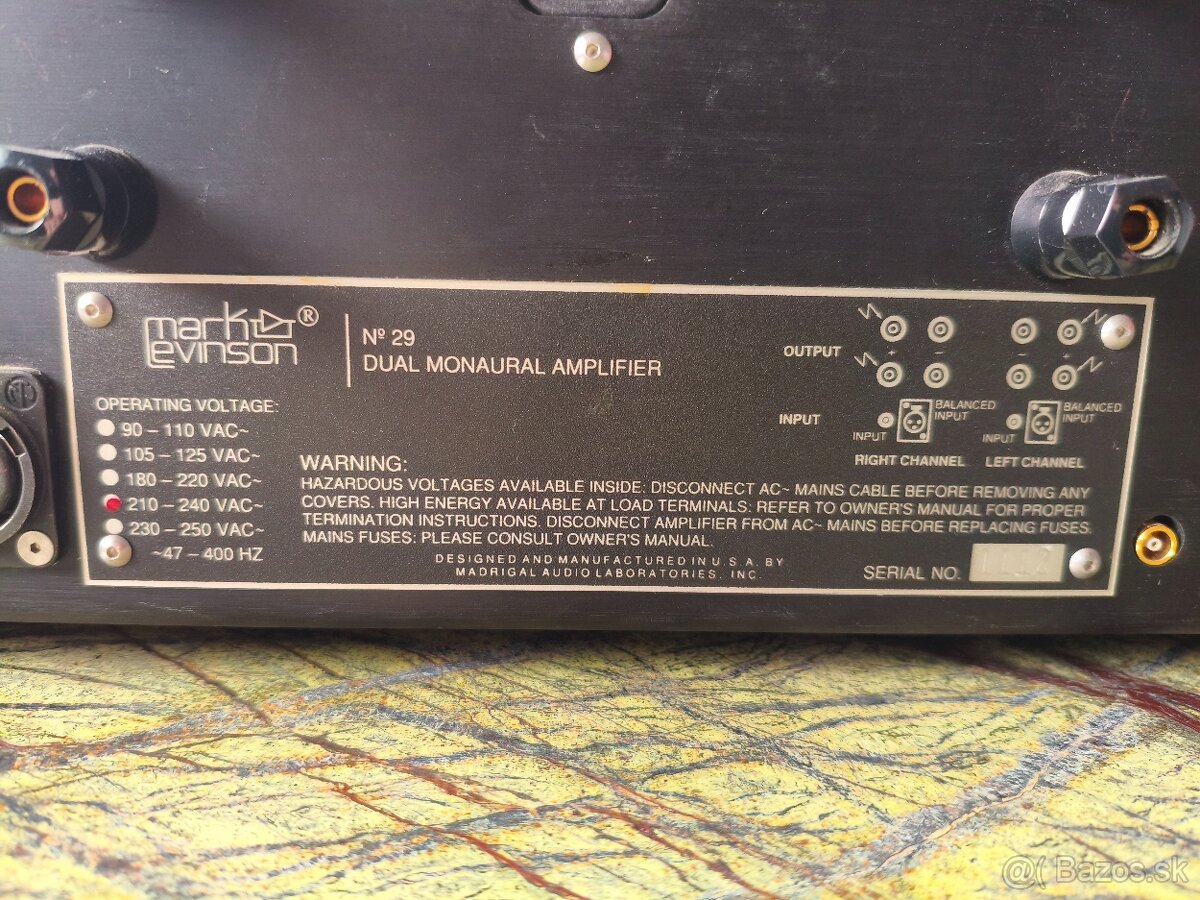 mark levinson®
Nº 29
DUAL MONAURAL AMPLIFIER
OPERATING VOLTAGE:
90 – 110 VAC~
105 – 125 VAC~
180 – 220 VAC~
210 – 240 VAC~
230 – 250 VAC~
~47 – 400 HZ
WARNING:
HAZARDOUS VOLTAGES AVAILABLE INSIDE: DISCONNECT AC~ MAINS CABLE BEFORE REMOVING ANY
COVERS. HIGH ENERGY AVAILABLE AT LOAD TERMINALS: REFER TO OWNER'S MANUAL FOR PROPER
TERMINATION INSTRUCTIONS. DISCONNECT AMPLIFIER FROM AC~ MAINS BEFORE REPLACING FUSES.
MAINS FUSES: PLEASE CONSULT OWNER'S MANUAL.
DESIGNED AND MANUFACTURED IN U.S.A. BY
MADRIGAL AUDIO LABORATORIES, INC.
OUTPUT
+ – – +
INPUT
INPUT
BALANCED
INPUT
INPUT
BALANCED
INPUT
RIGHT CHANNEL
LEFT CHANNEL
SERIAL NO.
@( Bazos.sk